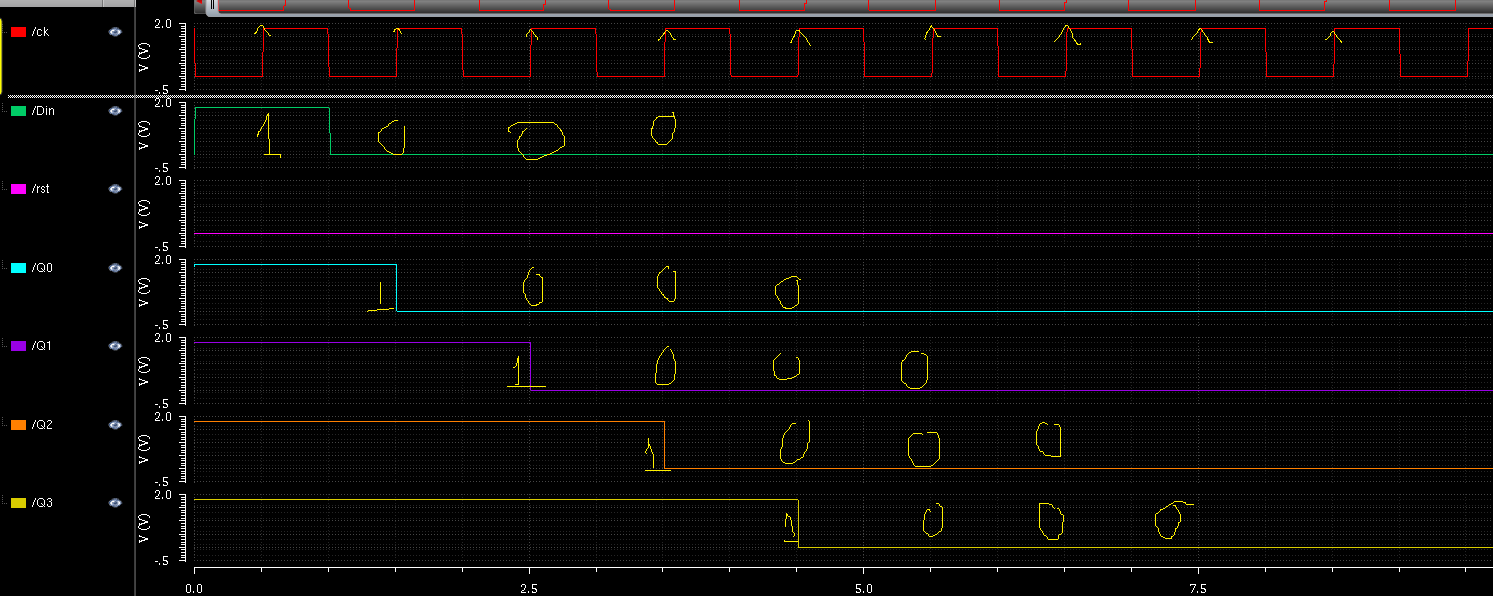 /ck V (V) 2.0 -.5
/Din V (V) 2.0 -.5 1 0 0 0
/rst V (V) 2.0 -.5
/Q0 V (V) 2.0 -.5 1 0 0 0
/Q1 V (V) 2.0 -.5 1 0 0 0
/Q2 V (V) 2.0 -.5 1 0 0 0
/Q3 V (V) 2.0 -.5 1 0 0 0
0.0 2.5 5.0 7.5